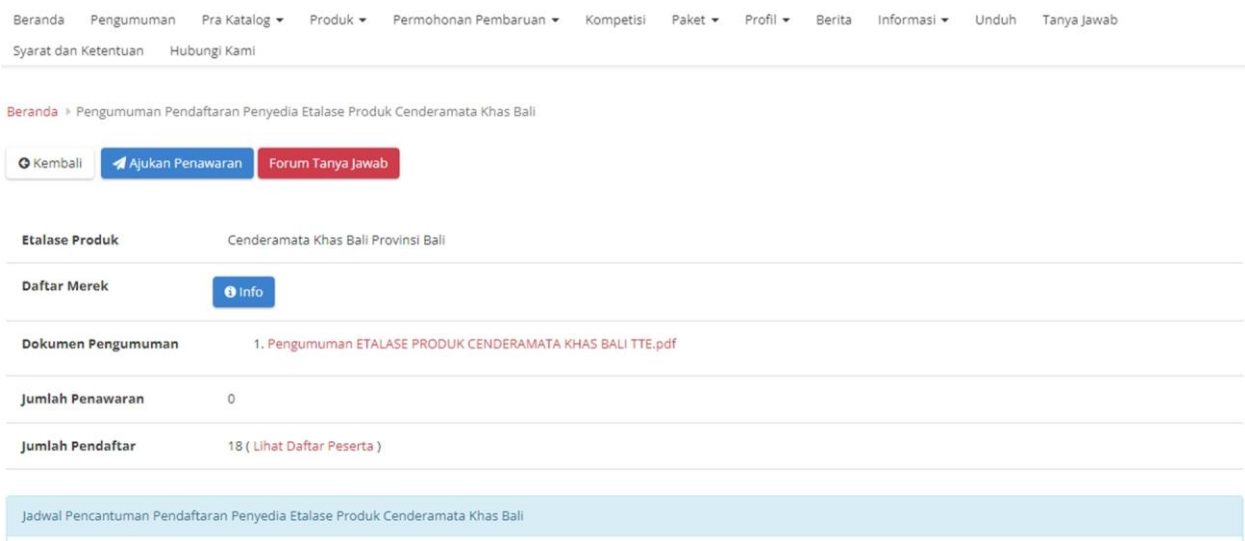 Beranda Pengumuman Pra Katalog Produk Permohonan Pembaruan Kompetisi Paket Profil Berita Informasi Unduh Tanya Jawab
Syarat dan Ketentuan Hubungi Kami
Beranda Pengumuman Pendaftaran Penyedia Etalase Produk Cenderamata Khas Bali
Kembali Ajukan Penawaran Forum Tanya Jawab
Etalase Produk Cenderamata Khas Bali Provinsi Bali
Daftar Merek Info
Dokumen Pengumuman 1. Pengumuman ETALASE PRODUK CENDERAMATA KHAS BALI TTE.pdf
Jumlah Penawaran 0
Jumlah Pendaftar 18 ( Lihat Daftar Peserta )
Jadwal Pencantuman Pendaftaran Penyedia Etalase Produk Cenderamata Khas Bali